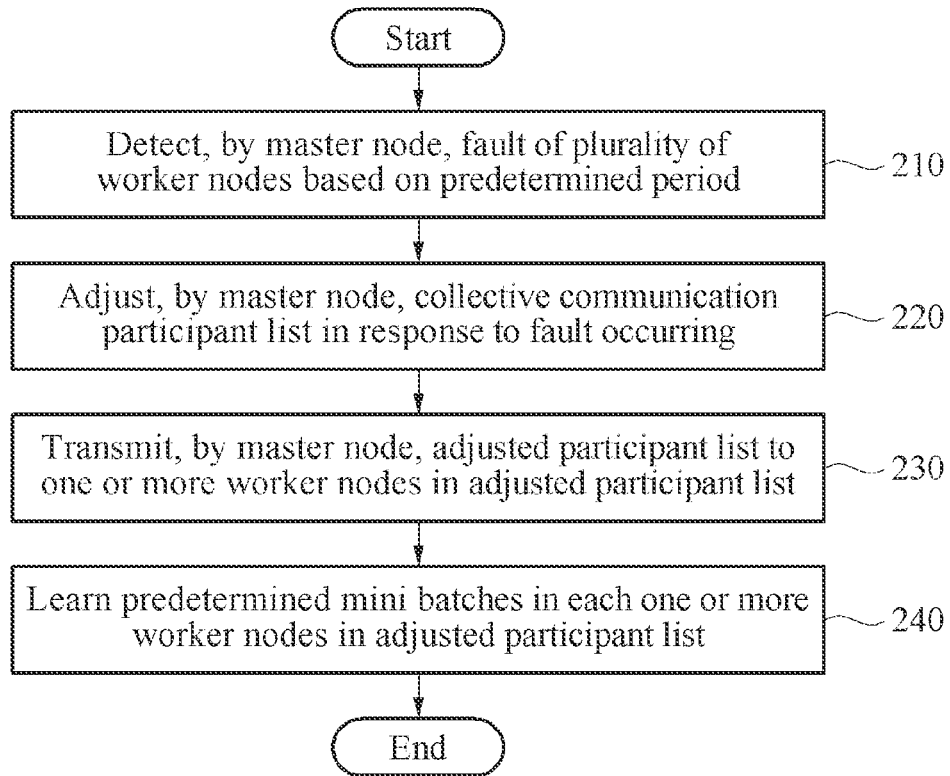 Start
Detect, by master node, fault of plurality of
worker nodes based on predetermined period
210
Adjust, by master node, collective communication
participant list in response to fault occurring
220
Transmit, by master node, adjusted participant list to
one or more worker nodes in adjusted participant list
230
Learn predetermined mini batches in each one or more
worker nodes in adjusted participant list
240
End